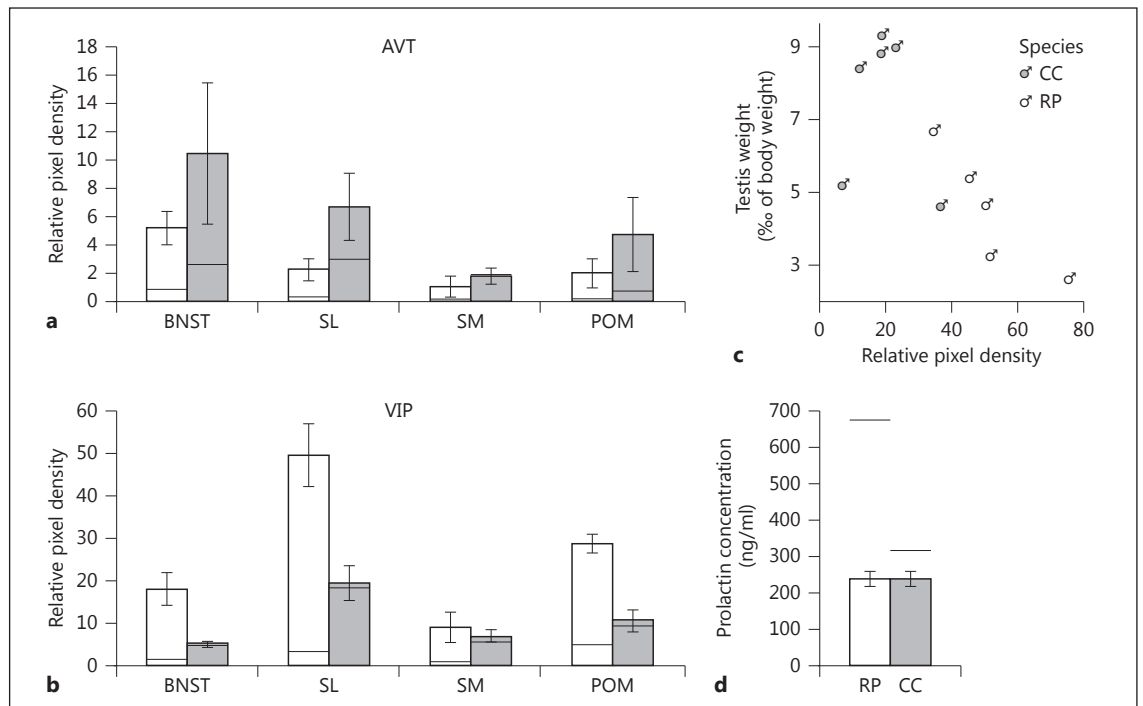 AVT
Relative pixel density
18
16
14
12
10
8
6
4
2
0
BNST SL SM POM
a
VIP
Relative pixel density
60
50
40
30
20
10
0
BNST SL SM POM
b
Testis weight
(‰ of body weight)
9
7
5
3
Species
♂ CC
♂ RP
0 20 40 60 80
Relative pixel density
c
Prolactin concentration
(ng/ml)
700
600
500
400
300
200
100
0
RP CC
d